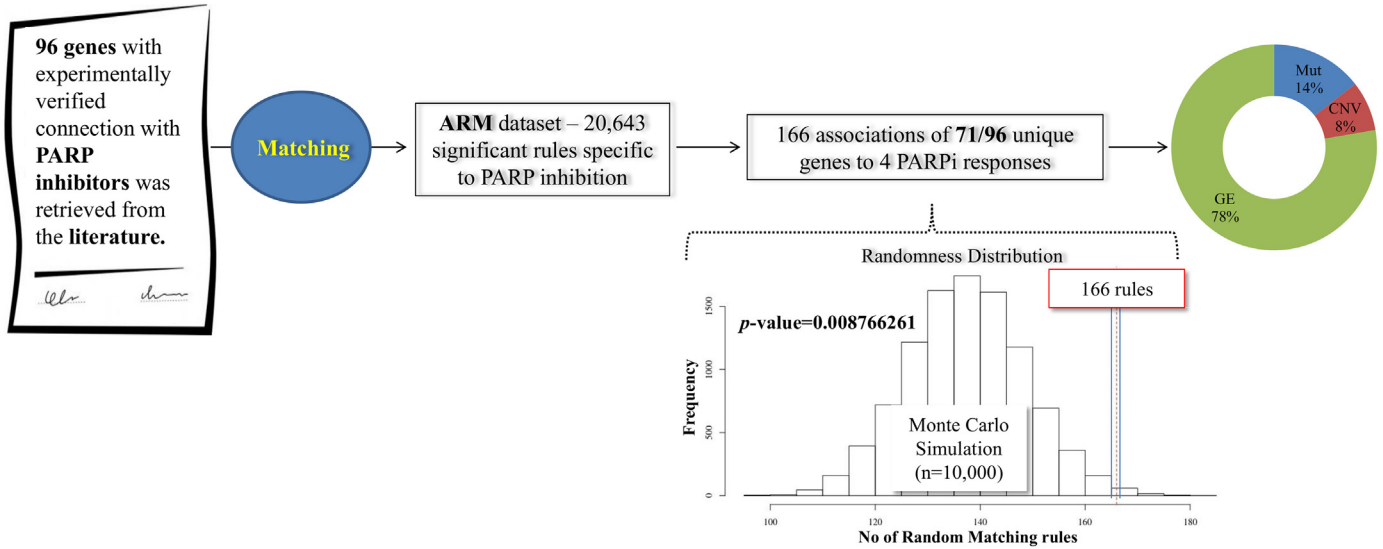 96 genes with
experimentally
verified
connection with
PARP
inhibitors was
retrieved from
the literature.
Matching
ARM dataset – 20,643
significant rules specific
to PARP inhibition
166 associations of 71/96 unique
genes to 4 PARPi responses
Mut
14%
CNV
8%
GE
78%
Randomness Distribution
166 rules
p-value=0.008766261
Monte Carlo
Simulation
(n=10,000)
Frequency
0
500
1000
1500
100
120
140
160
180
No of Random Matching rules